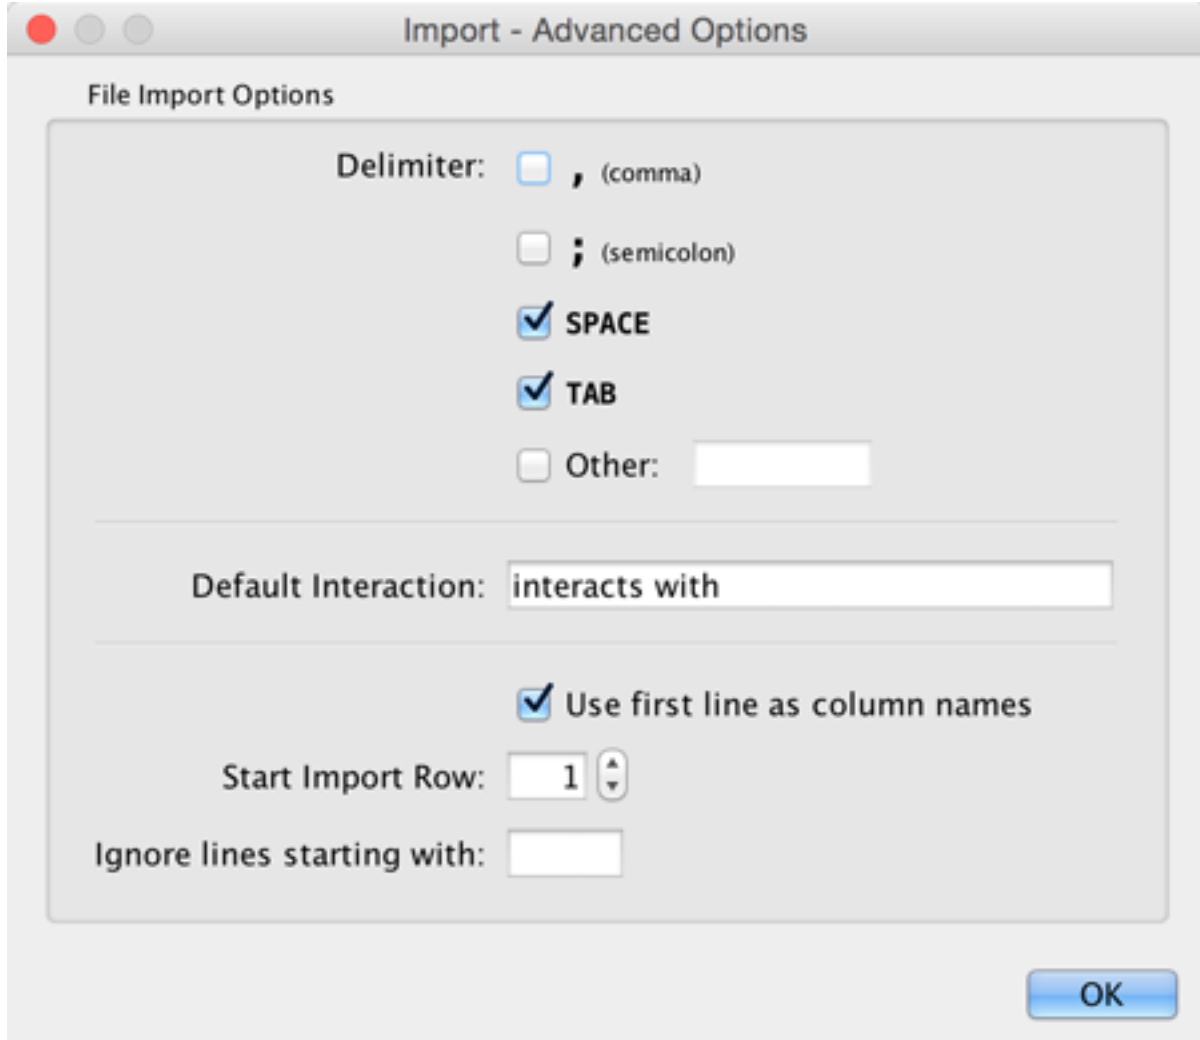 Import - Advanced Options
File Import Options
Delimiter: , (comma)
; (semicolon)
SPACE
TAB
Other:
Default Interaction: interacts with
Use first line as column names
Start Import Row: 1
Ignore lines starting with:
OK